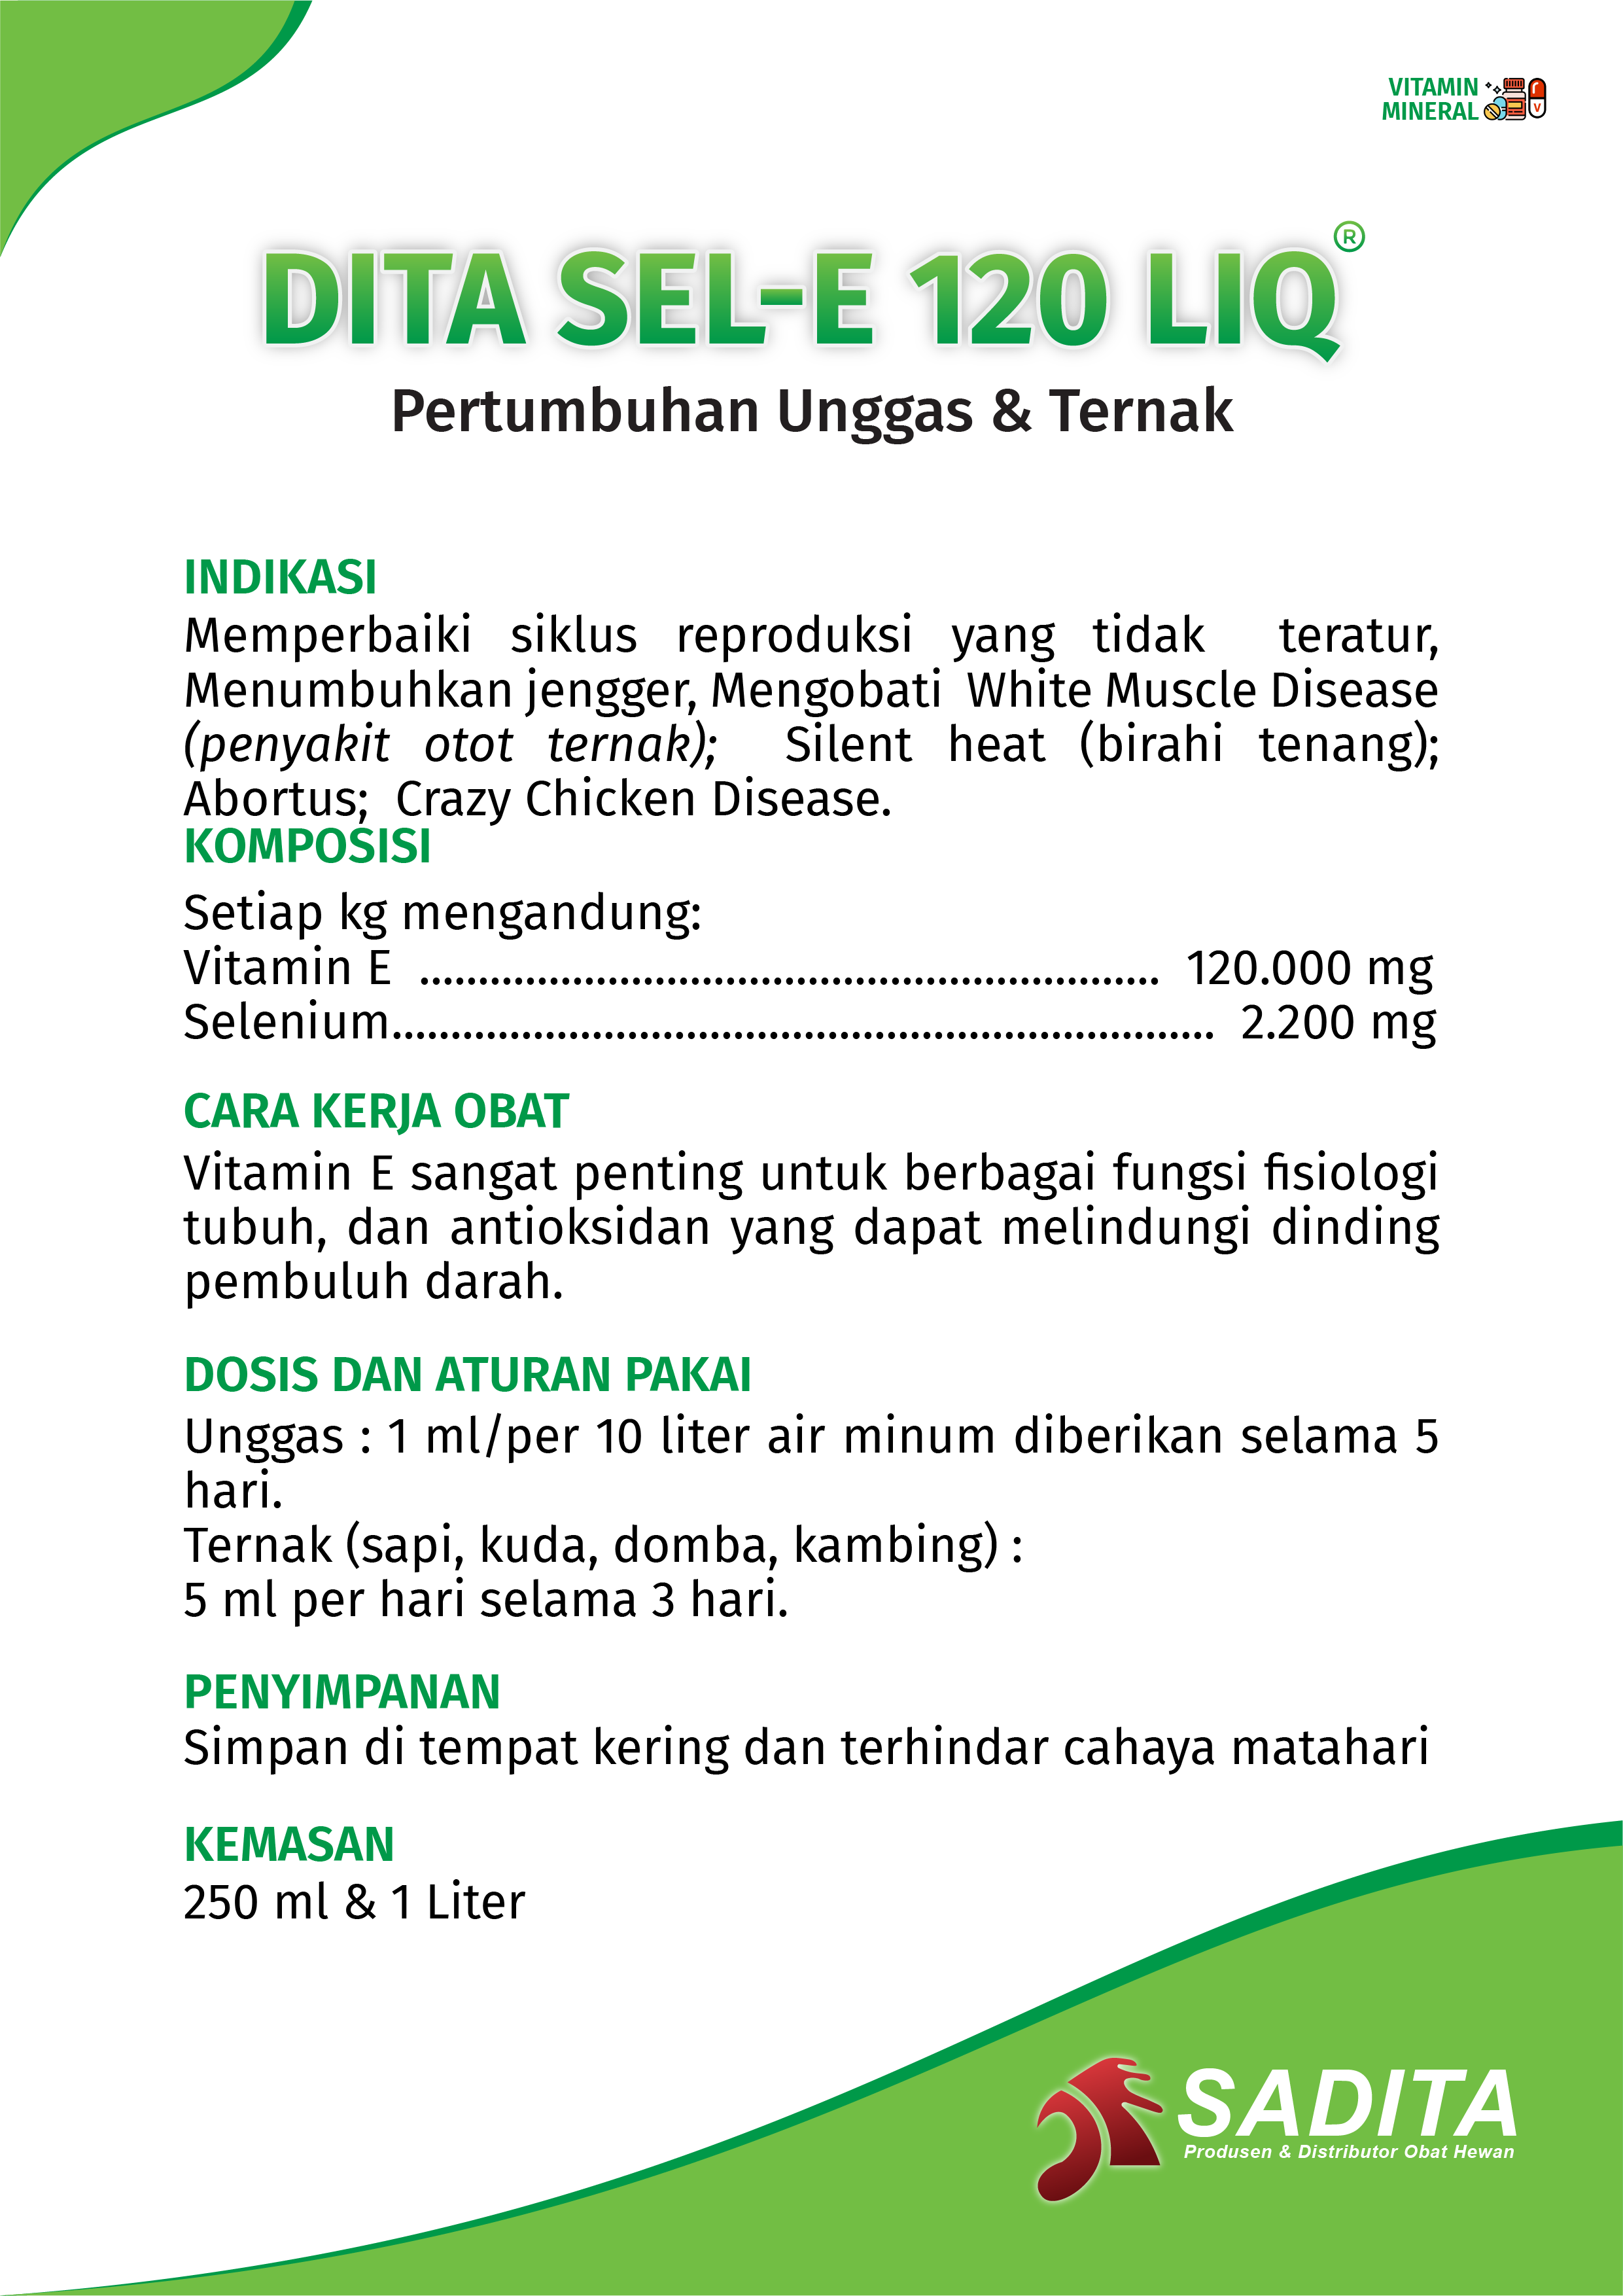 VITAMIN
MINERAL
V
DITA SEL-E 120 LIQ®
Pertumbuhan Unggas & Ternak
INDIKASI
Memperbaiki siklus reproduksi yang tidak teratur,
Menumbuhkan jengger, Mengobati White Muscle Disease
(penyakit otot ternak); Silent heat (birahi tenang);
Abortus; Crazy Chicken Disease.
KOMPOSISI
Setiap kg mengandung:
Vitamin E ................................................................ 120.000 mg
Selenium....................................................................... 2.200 mg
CARA KERJA OBAT
Vitamin E sangat penting untuk berbagai fungsi fisiologi
tubuh, dan antioksidan yang dapat melindungi dinding
pembuluh darah.
DOSIS DAN ATURAN PAKAI
Unggas : 1 ml/per 10 liter air minum diberikan selama 5
hari.
Ternak (sapi, kuda, domba, kambing) :
5 ml per hari selama 3 hari.
PENYIMPANAN
Simpan di tempat kering dan terhindar cahaya matahari
KEMASAN
250 ml & 1 Liter
SADITA
Produsen & Distributor Obat Hewan